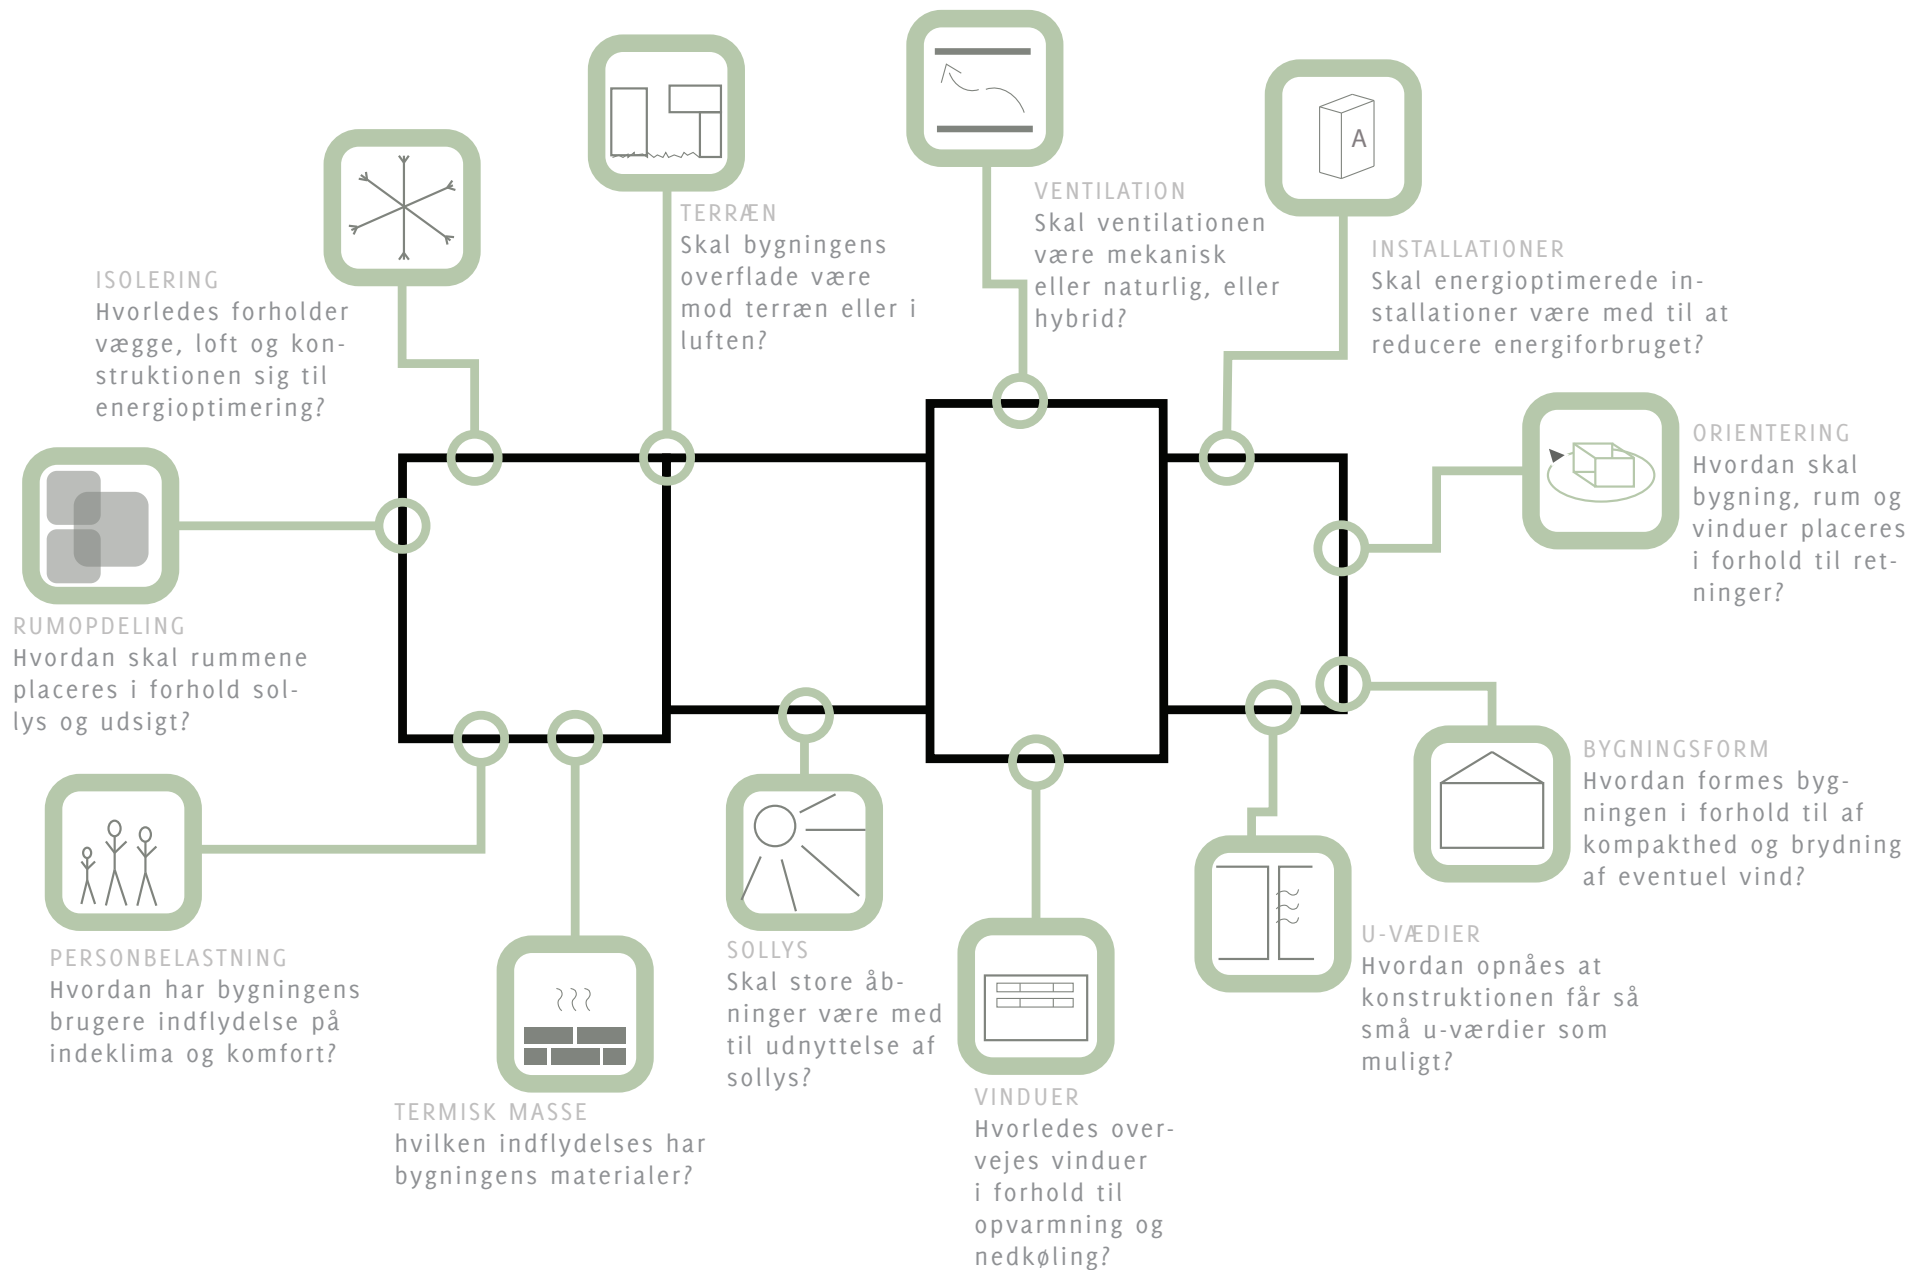 TERRÆN
Skal bygningens
overflade være
mod terræn eller i
luften?
VENTILATION
Skal ventilationen
være mekanisk
eller naturlig, eller
hybrid?
A
INSTALLATIONER
Skal energioptimerede in-
stallationer være med til at
reducere energiforbruget?
ISOLERING
Hvorledes forholder
vægge, loft og kon-
struktionen sig til
energioptimering?
ORIENTERING
Hvordan skal
bygning, rum og
vinduer placeres
i forhold til ret-
ninger?
RUMOPDELING
Hvordan skal rummene
placeres i forhold sol-
lys og udsigt?
BYGNINGSFORM
Hvordan formes byg-
ningen i forhold til af
kompakthed og brydning
af eventuel vind?
PERSONBELASTNING
Hvordan har bygningens
brugere indflydelse på
indeklima og komfort?
TERMISK MASSE
hvilken indflydelses har
bygningens materialer?
SOLLYS
Skal store åb-
ninger være med
til udnyttelse af
sollys?
VINDUER
Hvorledes over-
vejes vinduer
i forhold til
opvarmning og
nedkøling?
U-VÆDIER
Hvordan opnåes at
konstruktionen får så
små u-værdier som
muligt?